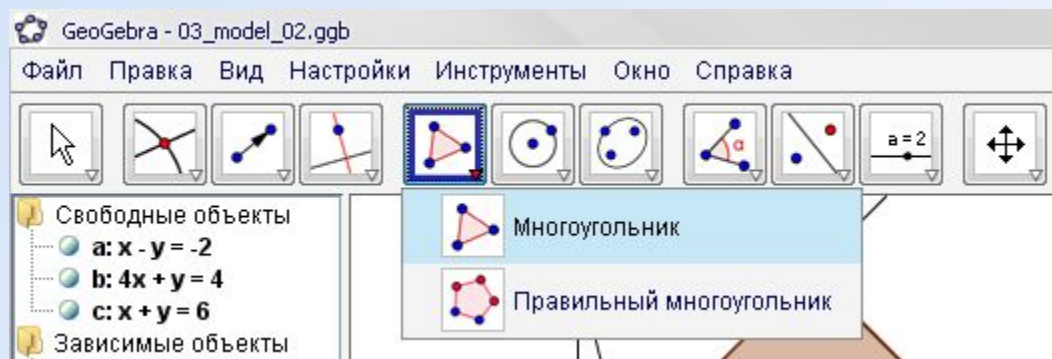 GeoGebra - 03_model_02.ggb
Файл Правка Вид Настройки Инструменты Окно Справка
α
a=2
Многоугольник
Правильный многоугольник
Свободные объекты
a: x - y = -2
b: 4x + y = 4
c: x + y = 6
Зависимые объекты